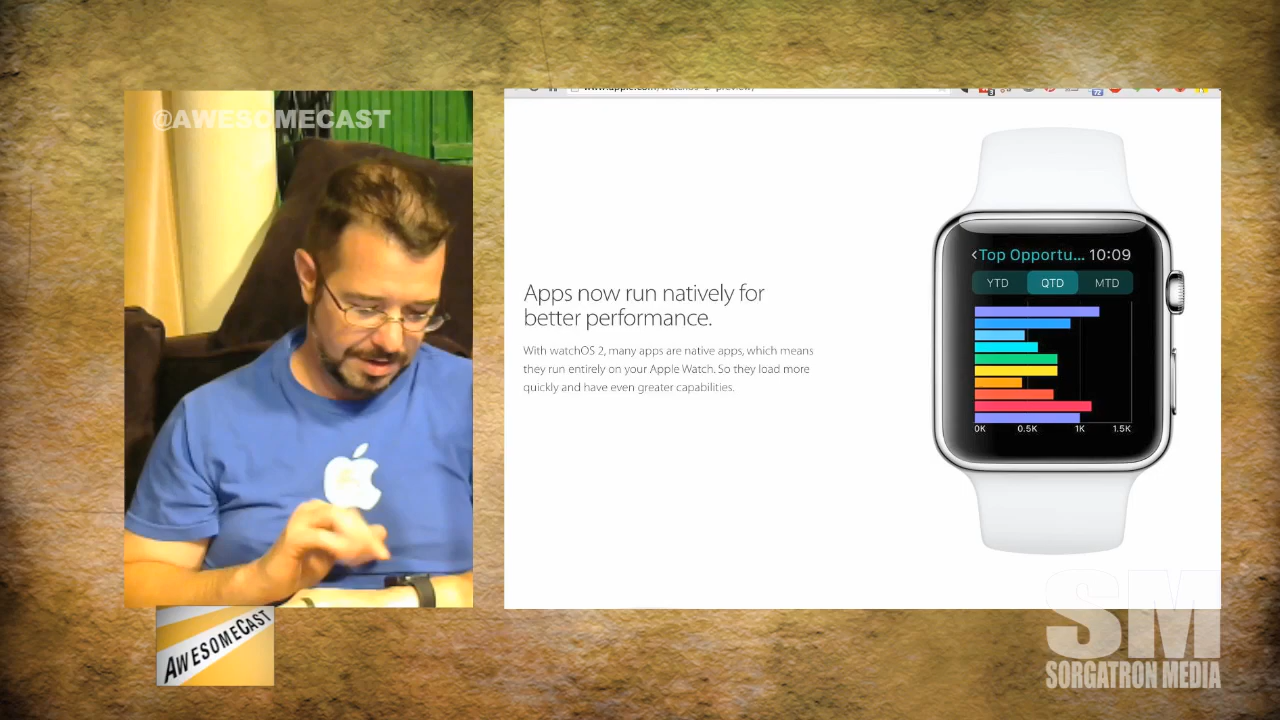 @AWESOMECAST
Apps now run natively for
better performance.
With watchOS 2, many apps are native apps, which means
they run entirely on your Apple Watch. So they load more
quickly and have even greater capabilities.
<Top Opportu... 10:09
YTD QTD MTD
0K 0.5K 1K 1.5K
AWESOMECAST
SM
SORGATRON MEDIA